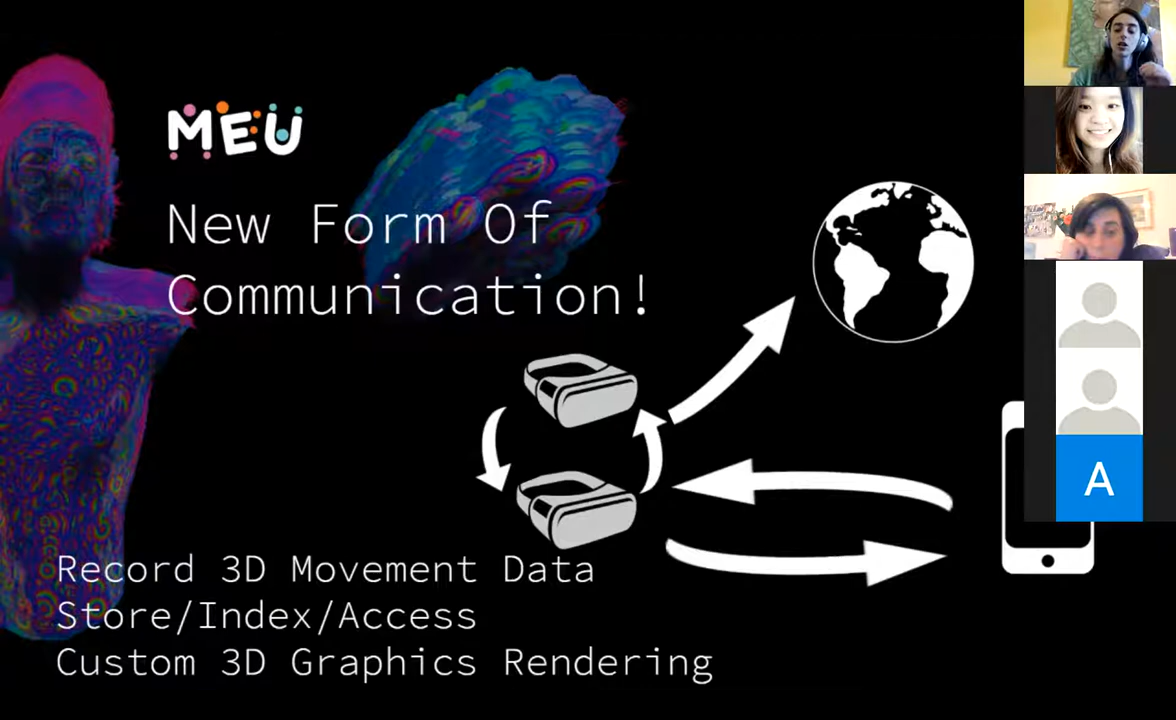 MEU
New Form Of
Communication!
Record 3D Movement Data
Store/Index/Access
Custom 3D Graphics Rendering
A